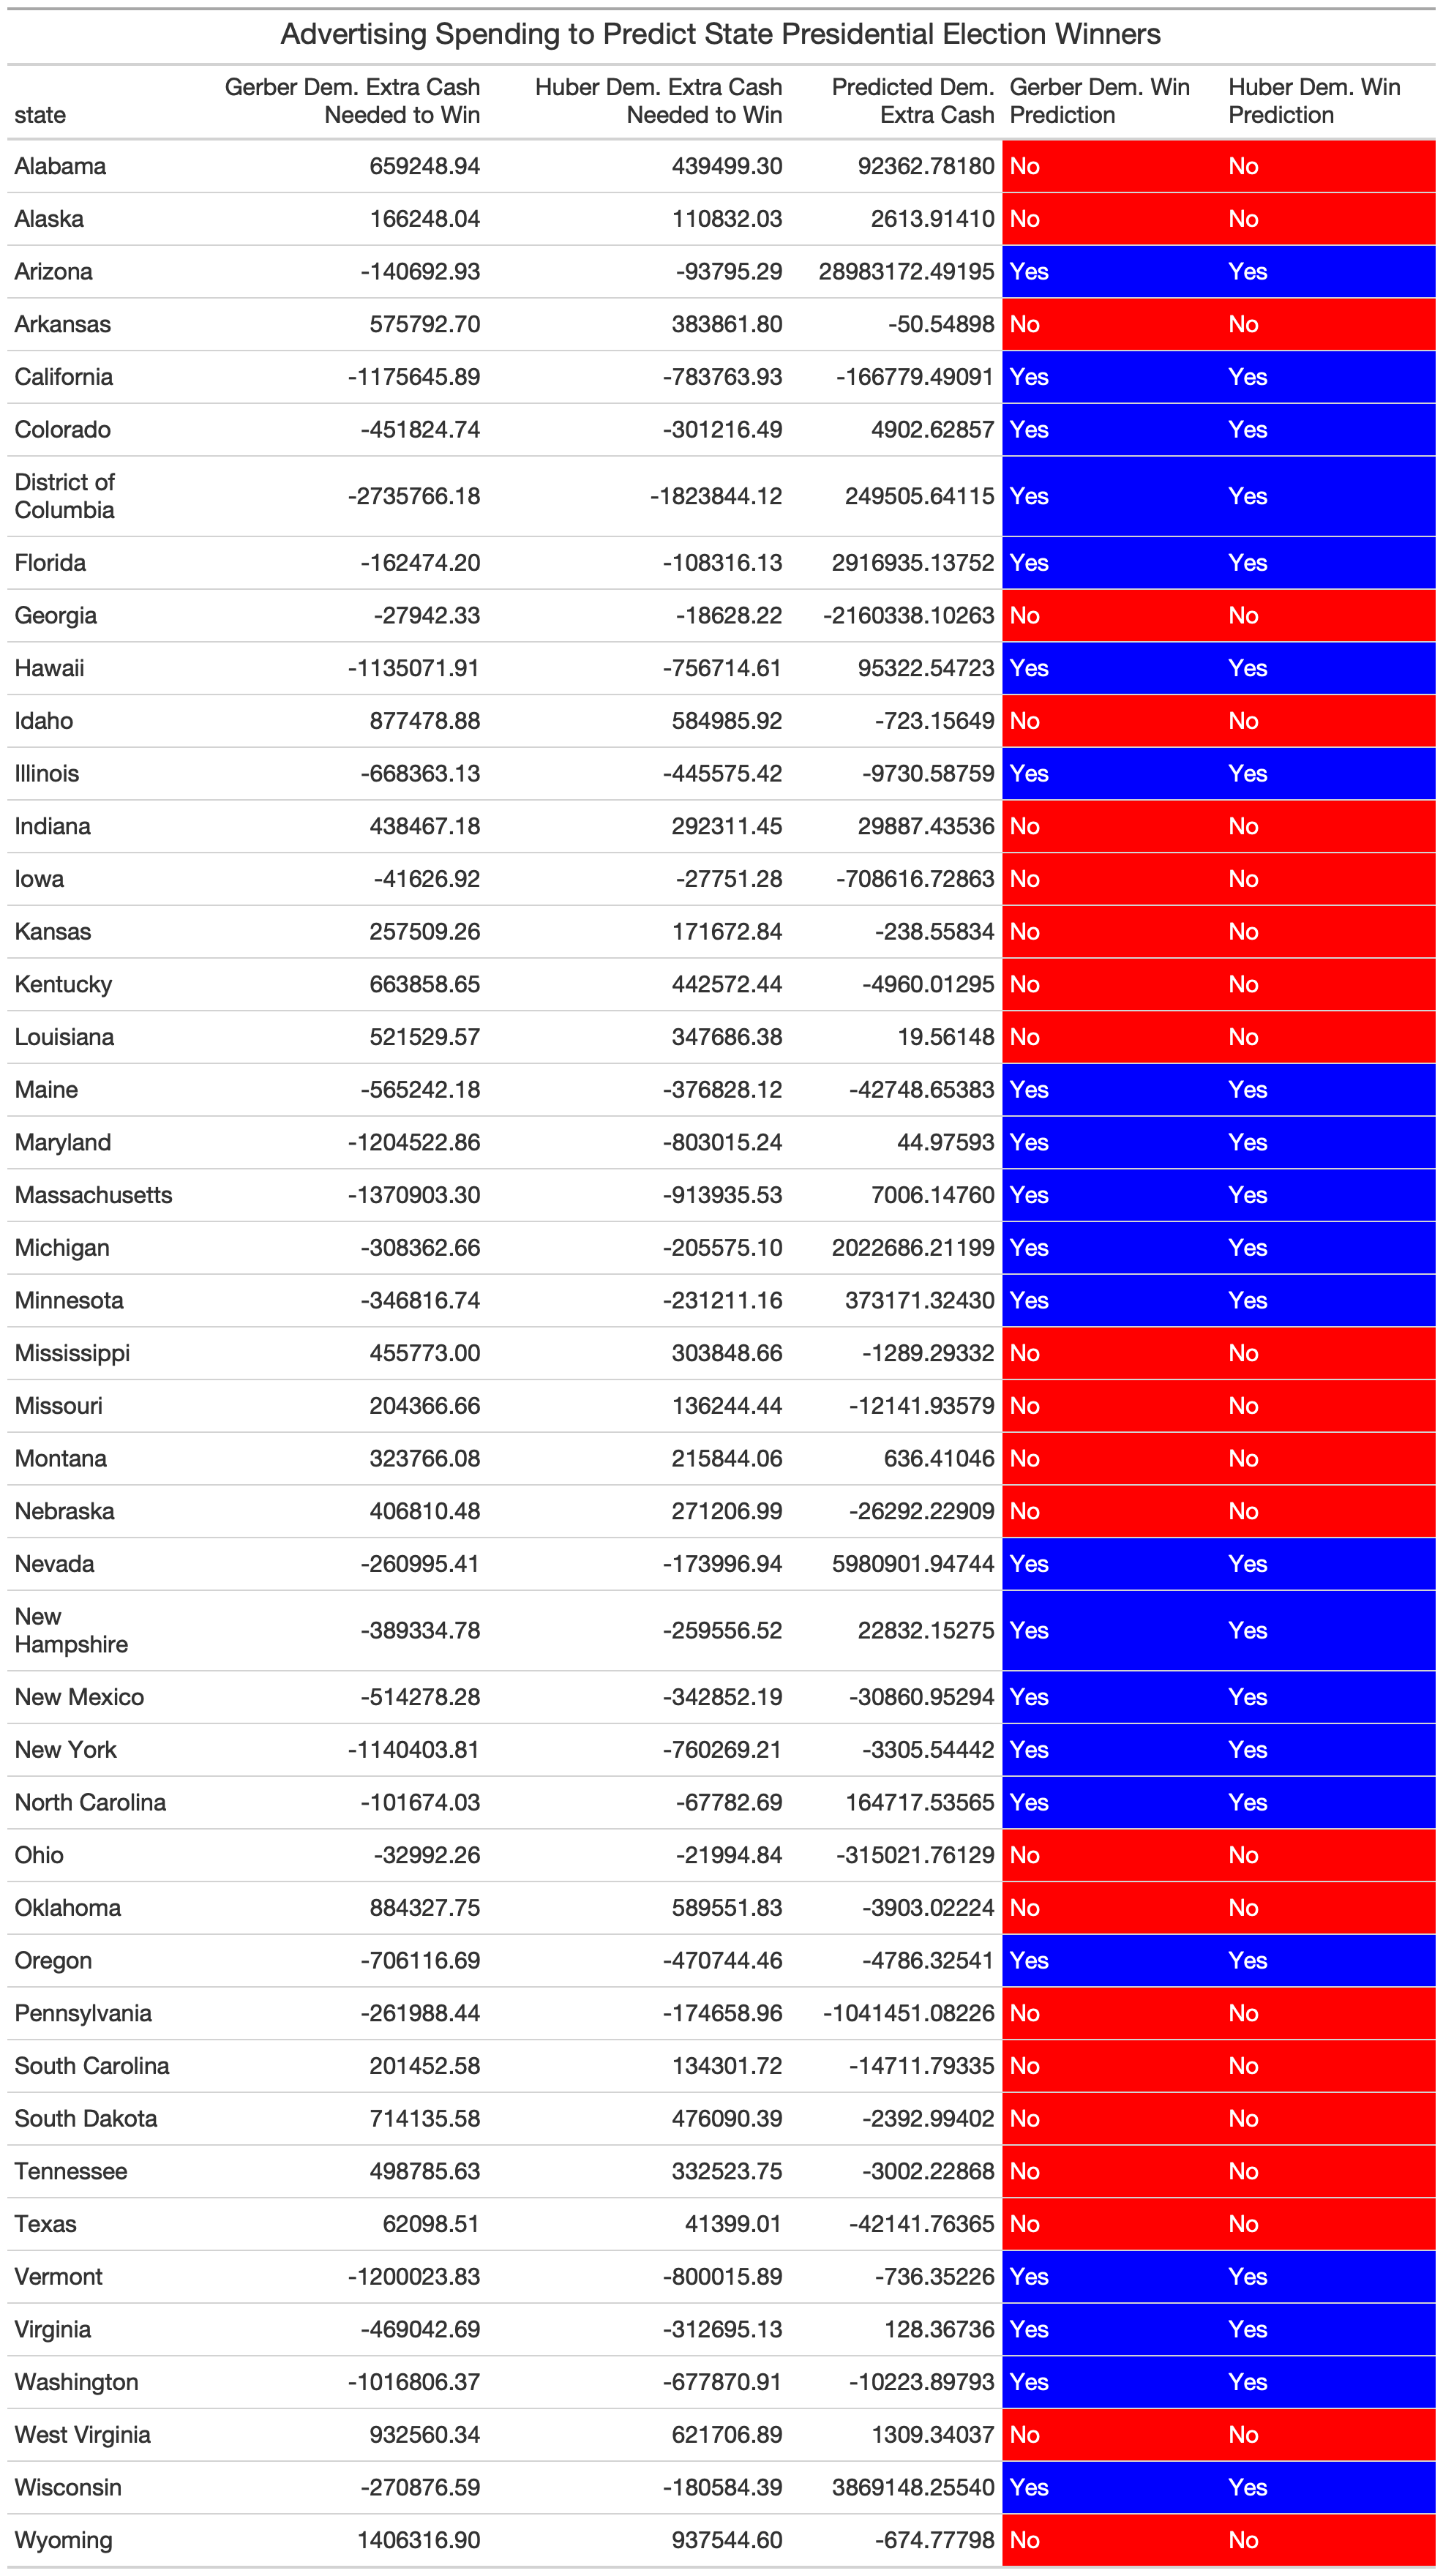 Advertising Spending to Predict State Presidential Election Winners
state Gerber Dem. Extra Cash Needed to Win Huber Dem. Extra Cash Needed to Win Predicted Dem. Extra Cash Gerber Dem. Win Prediction Huber Dem. Win Prediction
Alabama 659248.94 439499.30 92362.78180 No No
Alaska 166248.04 110832.03 2613.91410 No No
Arizona -140692.93 -93795.29 28983172.49195 Yes Yes
Arkansas 575792.70 383861.80 -50.54898 No No
California -1175645.89 -783763.93 -166779.49091 Yes Yes
Colorado -451824.74 -301216.49 4902.62857 Yes Yes
District of Columbia -2735766.18 -1823844.12 249505.64115 Yes Yes
Florida -162474.20 -108316.13 2916935.13752 Yes Yes
Georgia -27942.33 -18628.22 -2160338.10263 No No
Hawaii -1135071.91 -756714.61 95322.54723 Yes Yes
Idaho 877478.88 584985.92 -723.15649 No No
Illinois -668363.13 -445575.42 -9730.58759 Yes Yes
Indiana 438467.18 292311.45 29887.43536 No No
Iowa -41626.92 -27751.28 -708616.72863 No No
Kansas 257509.26 171672.84 -238.55834 No No
Kentucky 663858.65 442572.44 -4960.01295 No No
Louisiana 521529.57 347686.38 19.56148 No No
Maine -565242.18 -376828.12 -42748.65383 Yes Yes
Maryland -1204522.86 -803015.24 44.97593 Yes Yes
Massachusetts -1370903.30 -913935.53 7006.14760 Yes Yes
Michigan -308362.66 -205575.10 2022686.21199 Yes Yes
Minnesota -346816.74 -231211.16 373171.32430 Yes Yes
Mississippi 455773.00 303848.66 -1289.29332 No No
Missouri 204366.66 136244.44 -12141.93579 No No
Montana 323766.08 215844.06 636.41046 No No
Nebraska 406810.48 271206.99 -26292.22909 No No
Nevada -260995.41 -173996.94 5980901.94744 Yes Yes
New Hampshire -389334.78 -259556.52 22832.15275 Yes Yes
New Mexico -514278.28 -342852.19 -30860.95294 Yes Yes
New York -1140403.81 -760269.21 -3305.54442 Yes Yes
North Carolina -101674.03 -67782.69 164717.53565 Yes Yes
Ohio -32992.26 -21994.84 -315021.76129 No No
Oklahoma 884327.75 589551.83 -3903.02224 No No
Oregon -706116.69 -470744.46 -4786.32541 Yes Yes
Pennsylvania -261988.44 -174658.96 -1041451.08226 No No
South Carolina 201452.58 134301.72 -14711.79335 No No
South Dakota 714135.58 476090.39 -2392.99402 No No
Tennessee 498785.63 332523.75 -3002.22868 No No
Texas 62098.51 41399.01 -42141.76365 No No
Vermont -1200023.83 -800015.89 -736.35226 Yes Yes
Virginia -469042.69 -312695.13 128.36736 Yes Yes
Washington -1016806.37 -677870.91 -10223.89793 Yes Yes
West Virginia 932560.34 621706.89 1309.34037 No No
Wisconsin -270876.59 -180584.39 3869148.25540 Yes Yes
Wyoming 1406316.90 937544.60 -674.77798 No No